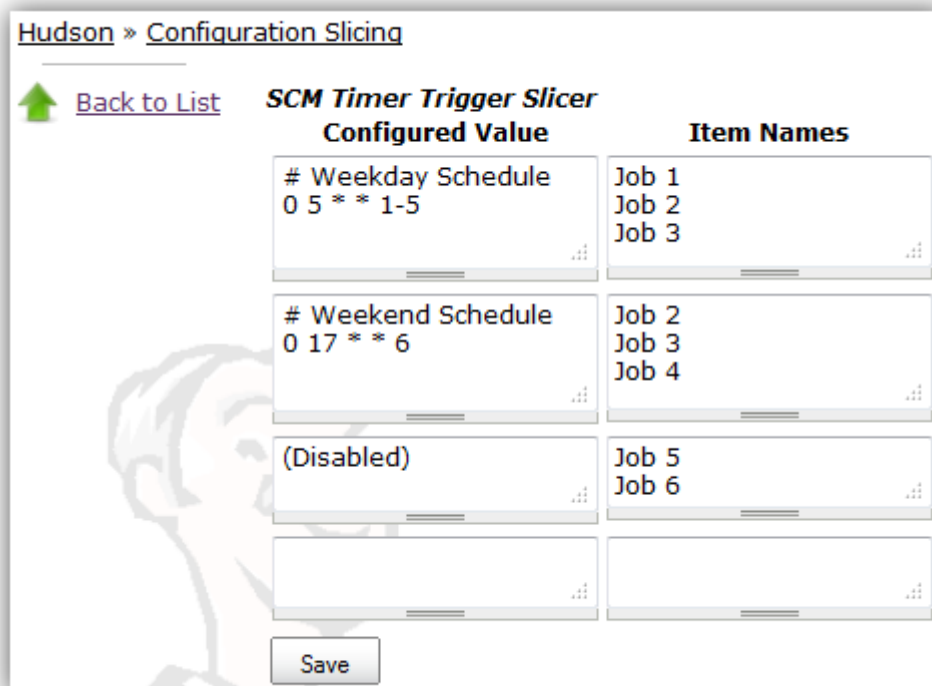 Hudson » Configuration Slicing
Back to List
SCM Timer Trigger Slicer
Configured Value
Item Names
# Weekday Schedule
0 5 * * 1-5
Job 1
Job 2
Job 3
# Weekend Schedule
0 17 * * 6
Job 2
Job 3
Job 4
(Disabled)
Job 5
Job 6
Save